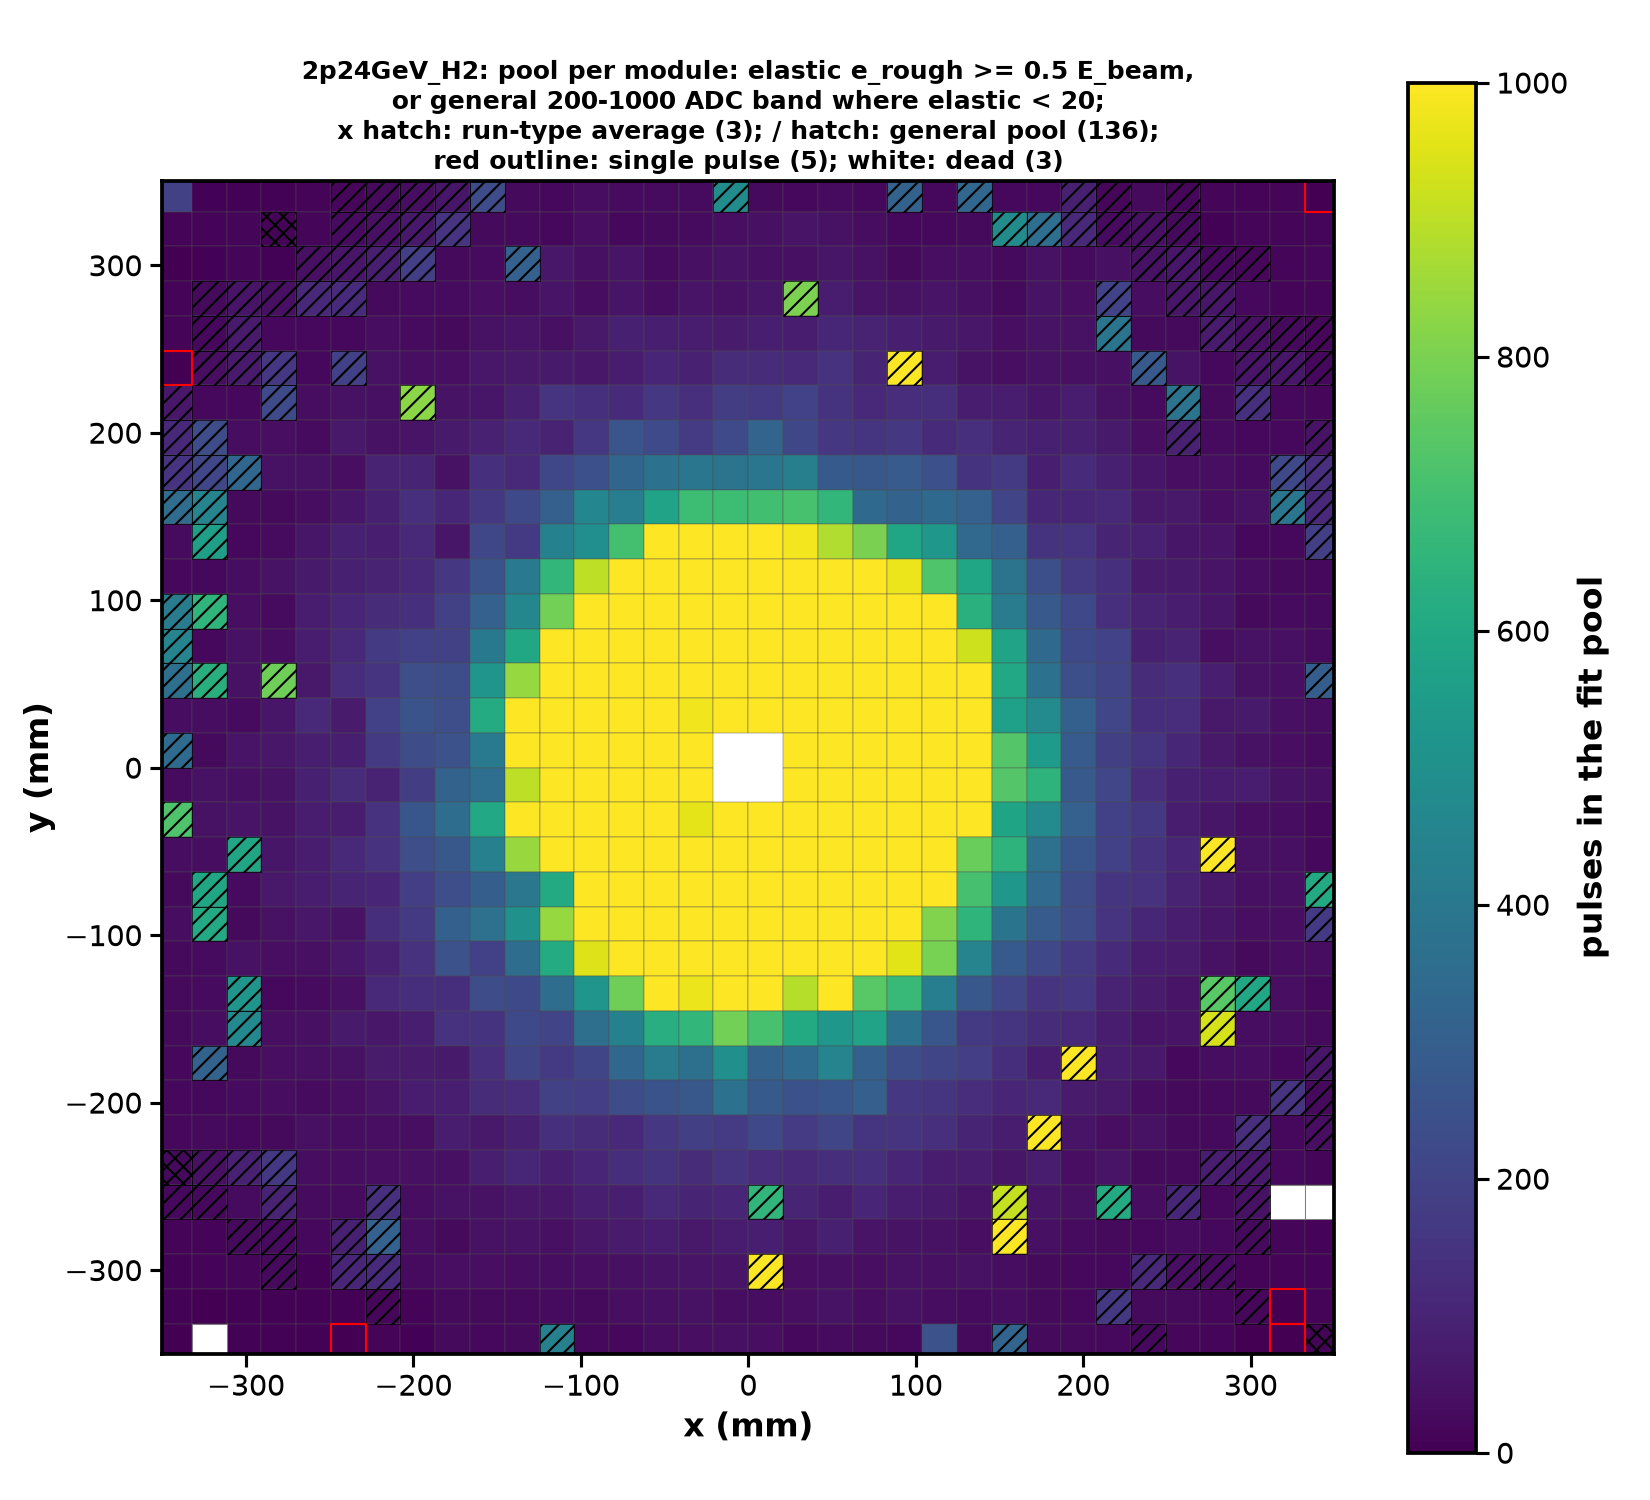 2p24GeV_H2: pool per module: elastic e_rough >= 0.5 E_beam,
or general 200-1000 ADC band where elastic < 20;
x hatch: run-type average (3); / hatch: general pool (136);
red outline: single pulse (5); white: dead (3)
300
200
100
0
−100
−200
−300
y (mm)
−300
−200
−100
0
100
200
300
x (mm)
1000
800
600
400
200
0
pulses in the fit pool